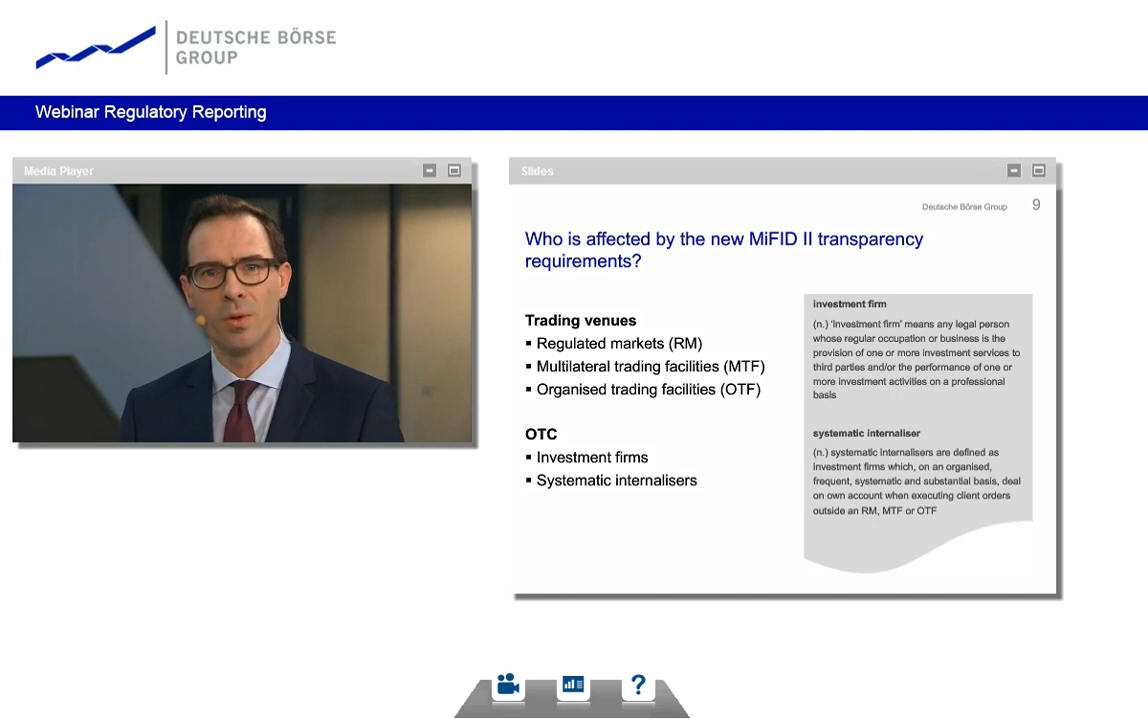 DEUTSCHE BÖRSE
GROUP
Webinar Regulatory Reporting
Media Player
Slides
Deutsche Börse Group 9
Who is affected by the new MiFID II transparency
requirements?
Trading venues
▪ Regulated markets (RM)
▪ Multilateral trading facilities (MTF)
▪ Organised trading facilities (OTF)
OTC
▪ Investment firms
▪ Systematic internalisers
investment firm
(n.) ‘Investment firm’ means any legal person
whose regular occupation or business is the
provision of one or more investment services to
third parties and/or the performance of one or
more investment activities on a professional
basis
systematic internaliser
(n.) systematic internalisers are defined as
investment firms which, on an organised,
frequent, systematic and substantial basis, deal
on own account when executing client orders
outside an RM, MTF or OTF
?